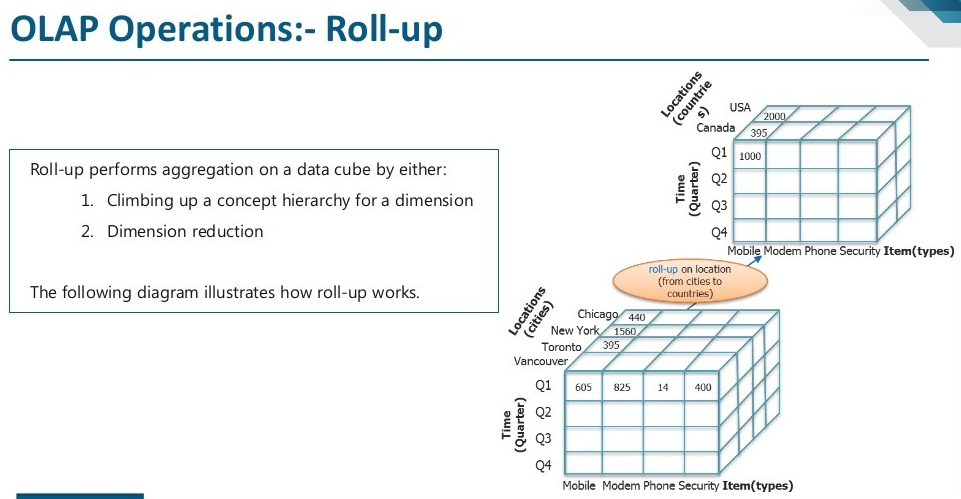 OLAP Operations:- Roll-up
Roll-up performs aggregation on a data cube by either:
1. Climbing up a concept hierarchy for a dimension
2. Dimension reduction
The following diagram illustrates how roll-up works.
Locations
(countrie
s)
USA
2000
Canada
395
Time
(Quarter)
Q1 1000
Q2
Q3
Q4
Mobile Modem Phone Security Item(types)
roll-up on location
(from cities to
countries)
Locations
(cities)
Chicago 440
New York 1560
Toronto 395
Vancouver
Time
(Quarter)
Q1 605 825 14 400
Q2
Q3
Q4
Mobile Modem Phone Security Item(types)